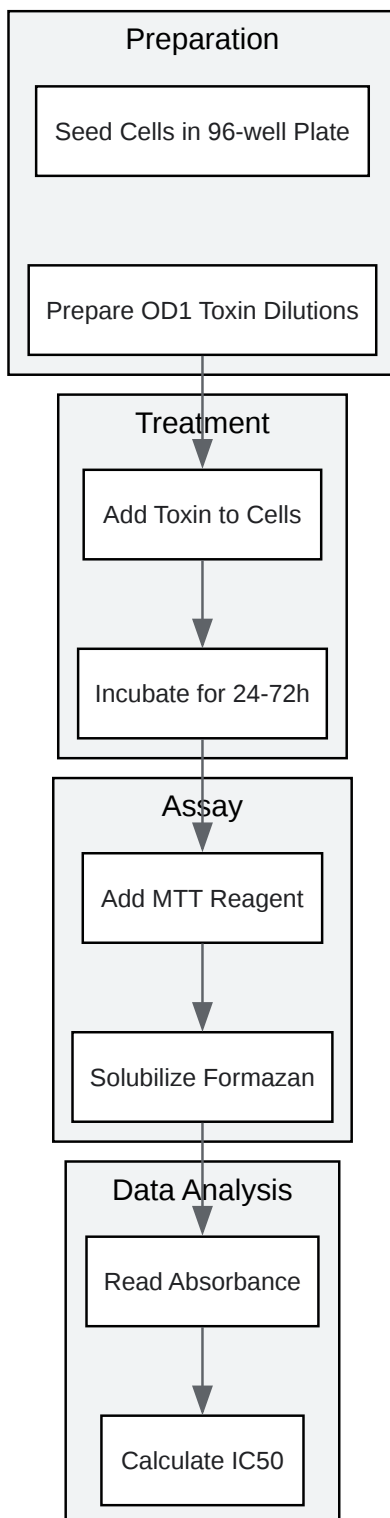 Preparation
Seed Cells in 96-well Plate
Prepare OD1 Toxin Dilutions
Treatment
Add Toxin to Cells
Incubate for 24-72h
Assay
Add MTT Reagent
Solubilize Formazan
Data Analysis
Read Absorbance
Calculate IC50